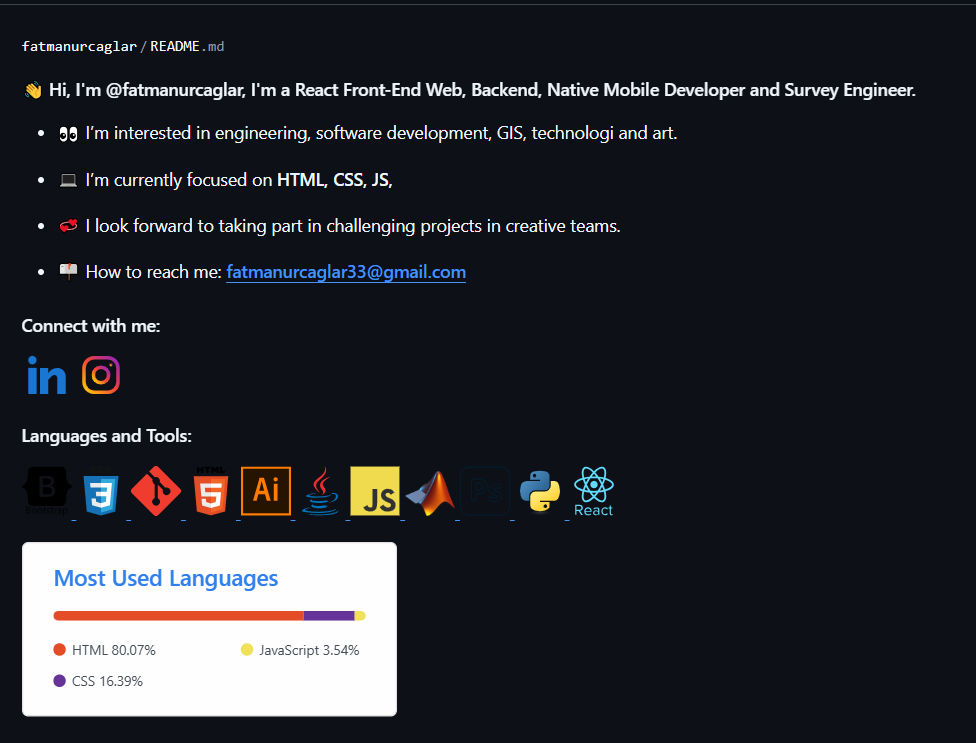 fatmanurcaglar/README.md
👋 Hi, I'm @fatmanurcaglar, I'm a React Front-End Web, Backend, Native Mobile Developer and Survey Engineer.
• 👀 I’m interested in engineering, software development, GIS, technologi and art.
• 💻 I’m currently focused on HTML, CSS, JS,
• 💞 I look forward to taking part in challenging projects in creative teams.
• 📫 How to reach me: fatmanurcaglar33@gmail.com
Connect with me:
in
Languages and Tools:
B Bootstrap CSS 3 HTML 5 Ai JS Ps React
Most Used Languages
HTML 80.07% JavaScript 3.54%
CSS 16.39%